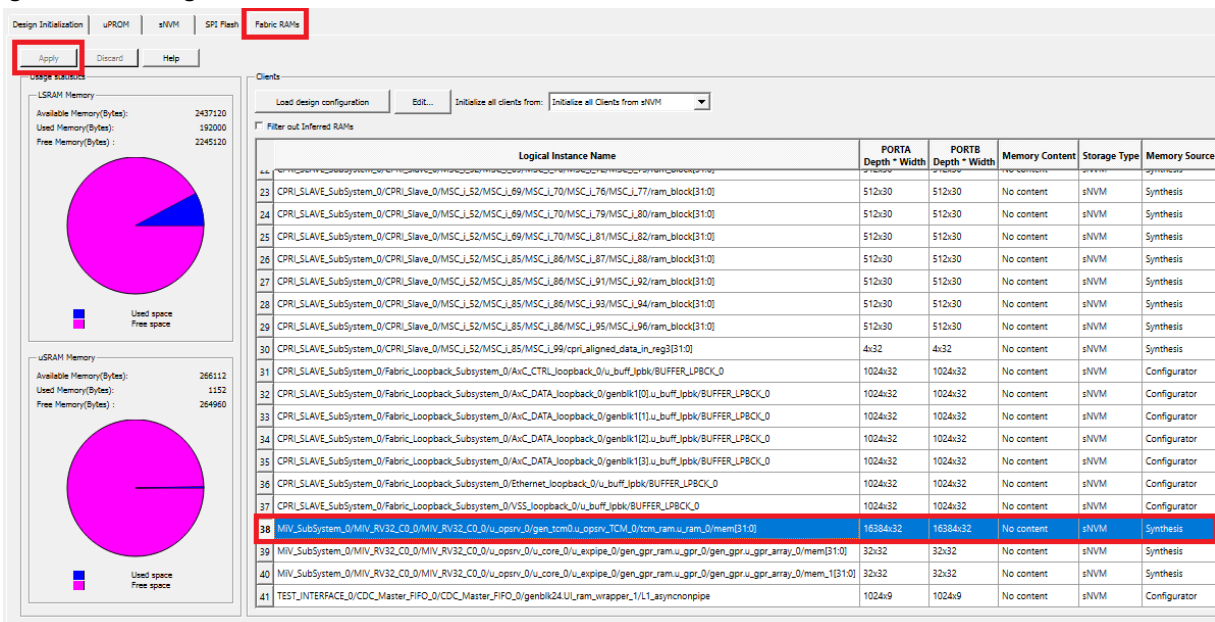 Design Initialization uPROM sNVM SPI Flash Fabric RAMs
Apply Discard Help
Usage statistics
LSRAM Memory
Available Memory(Bytes): 2437120
Used Memory(Bytes): 192000
Free Memory(Bytes) : 2245120
Used space
Free space
uSRAM Memory
Available Memory(Bytes): 266112
Used Memory(Bytes): 1152
Free Memory(Bytes) : 264960
Used space
Free space
Clients
Load design configuration Edit... Initialize all clients from: Initialize all Clients from sNVM
Filter out Inferred RAMs
Logical Instance Name PORTA Depth * Width PORTB Depth * Width Memory Content Storage Type Memory Source
23 CPRI_SLAVE_SubSystem_0/CPRI_Slave_0/MSC_i_52/MSC_i_69/MSC_i_70/MSC_i_76/MSC_i_77/ram_block[31:0] 512x30 512x30 No content sNVM Synthesis
24 CPRI_SLAVE_SubSystem_0/CPRI_Slave_0/MSC_i_52/MSC_i_69/MSC_i_70/MSC_i_79/MSC_i_80/ram_block[31:0] 512x30 512x30 No content sNVM Synthesis
25 CPRI_SLAVE_SubSystem_0/CPRI_Slave_0/MSC_i_52/MSC_i_69/MSC_i_70/MSC_i_81/MSC_i_82/ram_block[31:0] 512x30 512x30 No content sNVM Synthesis
26 CPRI_SLAVE_SubSystem_0/CPRI_Slave_0/MSC_i_52/MSC_i_85/MSC_i_86/MSC_i_87/MSC_i_88/ram_block[31:0] 512x30 512x30 No content sNVM Synthesis
27 CPRI_SLAVE_SubSystem_0/CPRI_Slave_0/MSC_i_52/MSC_i_85/MSC_i_86/MSC_i_91/MSC_i_92/ram_block[31:0] 512x30 512x30 No content sNVM Synthesis
28 CPRI_SLAVE_SubSystem_0/CPRI_Slave_0/MSC_i_52/MSC_i_85/MSC_i_86/MSC_i_93/MSC_i_94/ram_block[31:0] 512x30 512x30 No content sNVM Synthesis
29 CPRI_SLAVE_SubSystem_0/CPRI_Slave_0/MSC_i_52/MSC_i_85/MSC_i_86/MSC_i_95/MSC_i_96/ram_block[31:0] 512x30 512x30 No content sNVM Synthesis
30 CPRI_SLAVE_SubSystem_0/CPRI_Slave_0/MSC_i_52/MSC_i_85/MSC_i_99/cpri_aligned_data_in_reg3[31:0] 4x32 4x32 No content sNVM Synthesis
31 CPRI_SLAVE_SubSystem_0/Fabric_Loopback_Subsystem_0/AxC_CTRL_loopback_0/u_buff_lpbk/BUFFER_LPBCK_0 1024x32 1024x32 No content sNVM Configurator
32 CPRI_SLAVE_SubSystem_0/Fabric_Loopback_Subsystem_0/AxC_DATA_loopback_0/genblk1[0].u_buff_lpbk/BUFFER_LPBCK_0 1024x32 1024x32 No content sNVM Configurator
33 CPRI_SLAVE_SubSystem_0/Fabric_Loopback_Subsystem_0/AxC_DATA_loopback_0/genblk1[1].u_buff_lpbk/BUFFER_LPBCK_0 1024x32 1024x32 No content sNVM Configurator
34 CPRI_SLAVE_SubSystem_0/Fabric_Loopback_Subsystem_0/AxC_DATA_loopback_0/genblk1[2].u_buff_lpbk/BUFFER_LPBCK_0 1024x32 1024x32 No content sNVM Configurator
35 CPRI_SLAVE_SubSystem_0/Fabric_Loopback_Subsystem_0/AxC_DATA_loopback_0/genblk1[3].u_buff_lpbk/BUFFER_LPBCK_0 1024x32 1024x32 No content sNVM Configurator
36 CPRI_SLAVE_SubSystem_0/Fabric_Loopback_Subsystem_0/Ethernet_loopback_0/u_buff_lpbk/BUFFER_LPBCK_0 1024x32 1024x32 No content sNVM Configurator
37 CPRI_SLAVE_SubSystem_0/Fabric_Loopback_Subsystem_0/VSS_loopback_0/u_buff_lpbk/BUFFER_LPBCK_0 1024x32 1024x32 No content sNVM Configurator
38 MiV_SubSystem_0/MIV_RV32_C0_0/MIV_RV32_C0_0/u_opsrv_0/gen_tcm0.u_opsrv_TCM_0/tcm_ram.u_ram_0/mem[31:0] 16384x32 16384x32 No content sNVM Synthesis
39 MiV_SubSystem_0/MIV_RV32_C0_0/MIV_RV32_C0_0/u_opsrv_0/u_core_0/u_expipe_0/gen_gpr_ram.u_gpr_0/gen_gpr.u_gpr_array_0/mem[31:0] 32x32 32x32 No content sNVM Synthesis
40 MiV_SubSystem_0/MIV_RV32_C0_0/MIV_RV32_C0_0/u_opsrv_0/u_core_0/u_expipe_0/gen_gpr_ram.u_gpr_0/gen_gpr.u_gpr_array_0/mem_1[31:0] 32x32 32x32 No content sNVM Synthesis
41 TEST_INTERFACE_0/CDC_Master_FIFO_0/CDC_Master_FIFO_0/genblk24.UI_ram_wrapper_1/L1_asyncnonpipe 1024x9 1024x9 No content sNVM Configurator